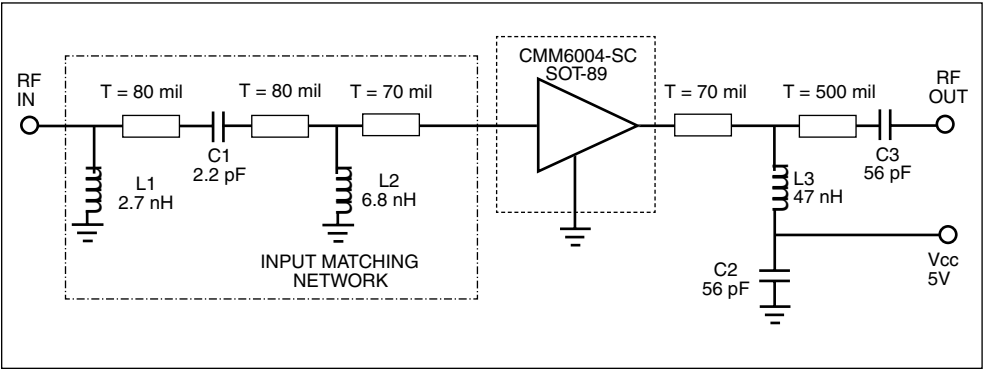 CMM6004-SC
SOT-89
RF
IN
T = 80 mil
T = 80 mil
T = 70 mil
T = 70 mil
T = 500 mil
RF
OUT
C1
2.2 pF
C3
56 pF
L1
2.7 nH
L2
6.8 nH
L3
47 nH
INPUT MATCHING
NETWORK
C2
56 pF
Vcc
5V